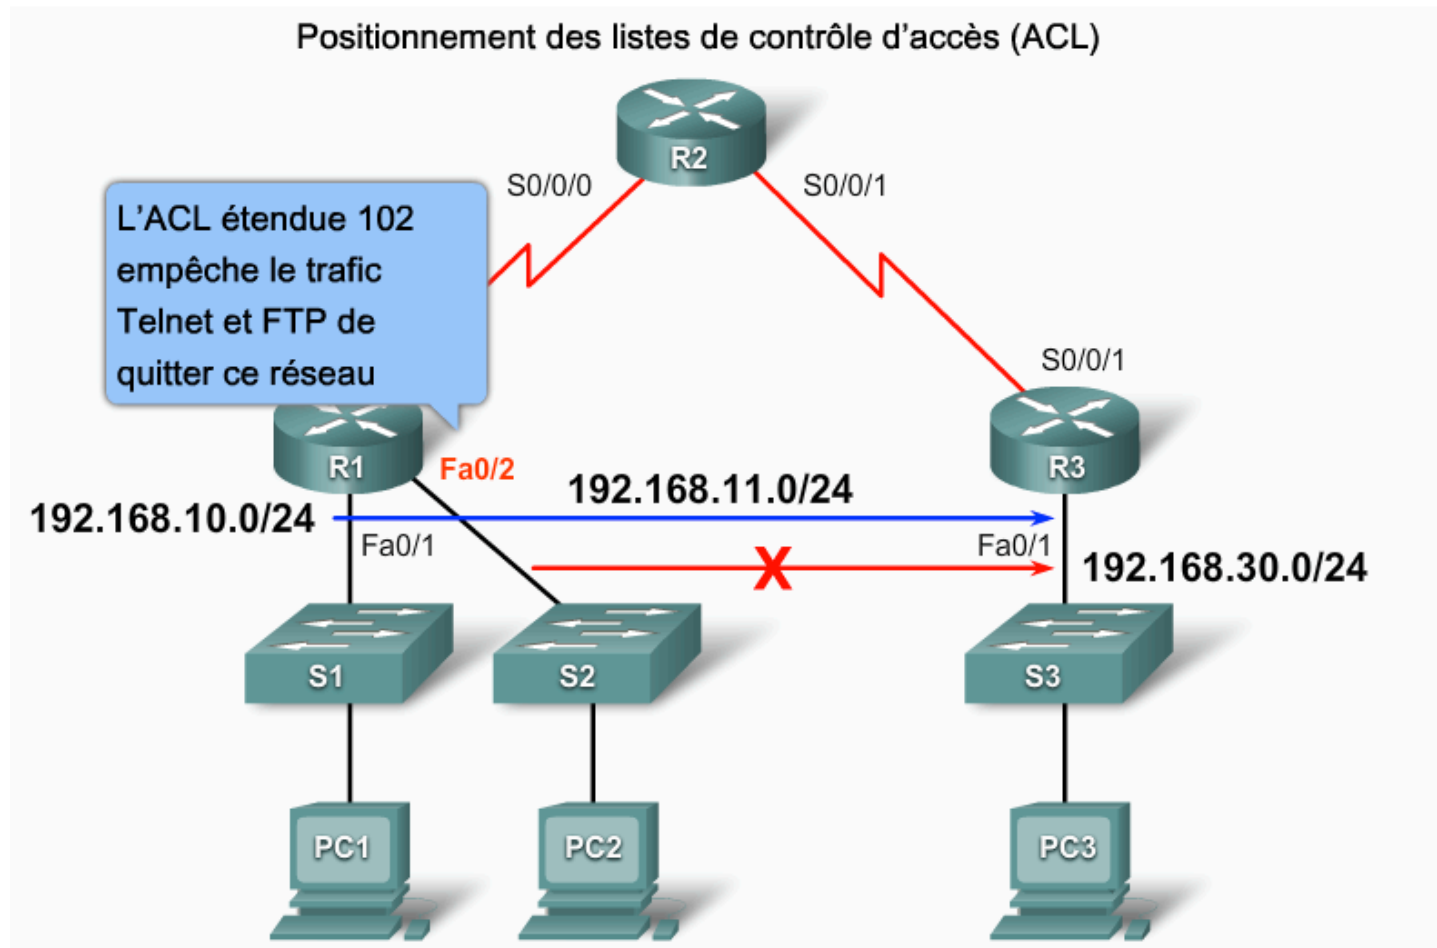 Positionnement des listes de contrôle d'accès (ACL)
R2
S0/0/0
S0/0/1
L'ACL étendue 102
empêche le trafic
Telnet et FTP de
quitter ce réseau
S0/0/1
R1
Fa0/2
R3
192.168.11.0/24
192.168.10.0/24
Fa0/1
Fa0/1
X
192.168.30.0/24
S1
S2
S3
PC1
PC2
PC3